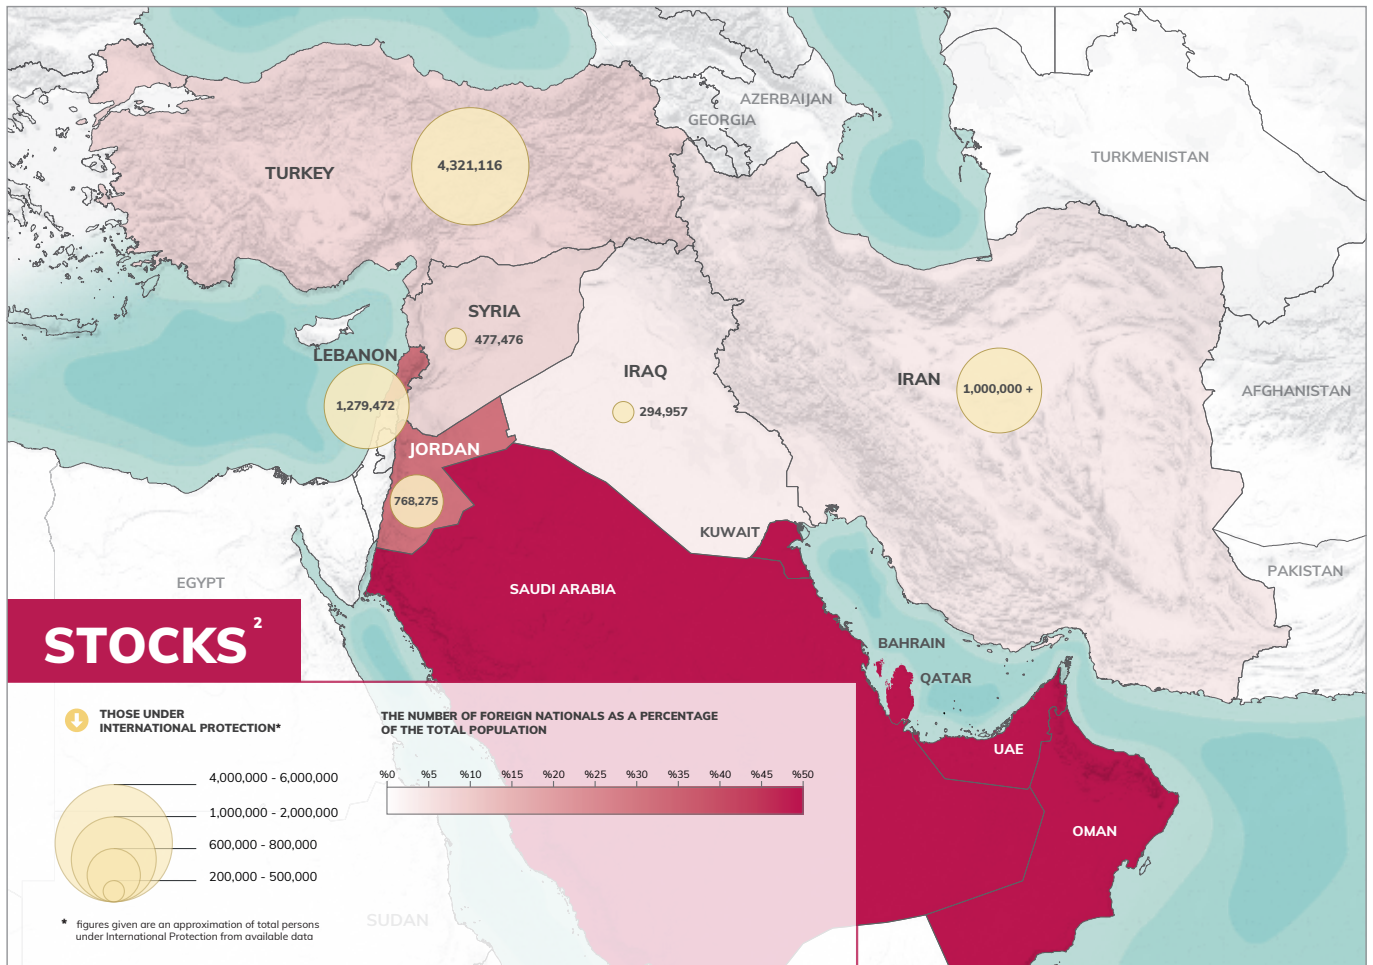 AZERBAIJAN
GEORGIA
TURKMENISTAN
TURKEY
4,321,116
SYRIA
477,476
LEBANON
1,279,472
IRAQ
294,957
IRAN
1,000,000 +
AFGHANISTAN
JORDAN
768,275
KUWAIT
PAKISTAN
EGYPT
SAUDI ARABIA
BAHRAIN
QATAR
UAE
OMAN
SUDAN
STOCKS 2
THOSE UNDER
INTERNATIONAL PROTECTION*
4,000,000 - 6,000,000
1,000,000 - 2,000,000
600,000 - 800,000
200,000 - 500,000
* figures given are an approximation of total persons
under International Protection from available data
THE NUMBER OF FOREIGN NATIONALS AS A PERCENTAGE
OF THE TOTAL POPULATION
%0 %5 %10 %15 %20 %25 %30 %35 %40 %45 %50